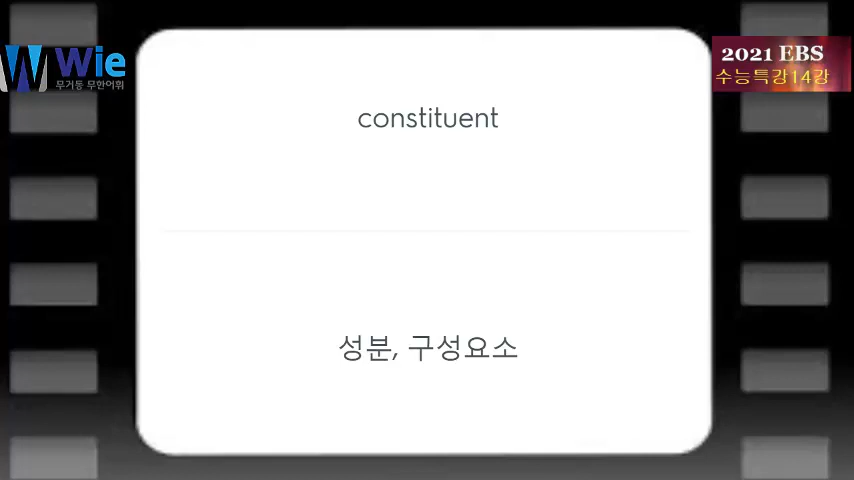 Wie
무거동 무한어휘
2021 EBS
수능특강14강
constituent
성분, 구성요소